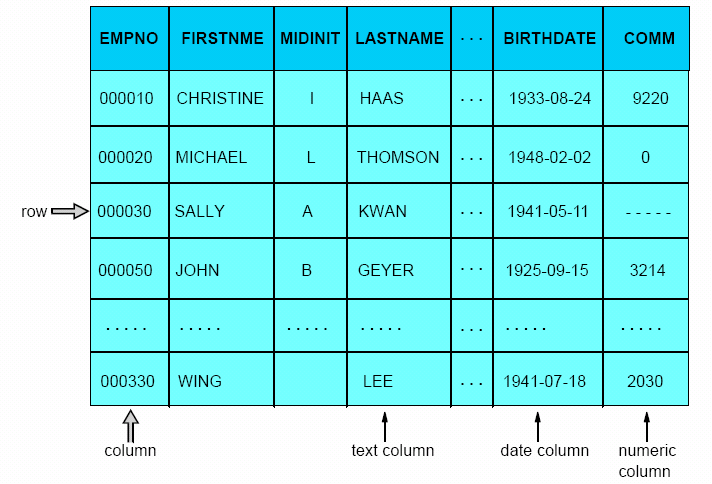 EMPNO FIRSTNME MIDINIT LASTNAME . . . BIRTHDATE COMM
000010 CHRISTINE I HAAS . . . 1933-08-24 9220
000020 MICHAEL L THOMSON . . . 1948-02-02 0
row 000030 SALLY A KWAN . . . 1941-05-11 - - - - -
000050 JOHN B GEYER . . . 1925-09-15 3214
. . . . . . . . . . . . . . . . . . . . . . . . . . . . . . . . .
000330 WING LEE . . . 1941-07-18 2030
column text column date column numeric
column